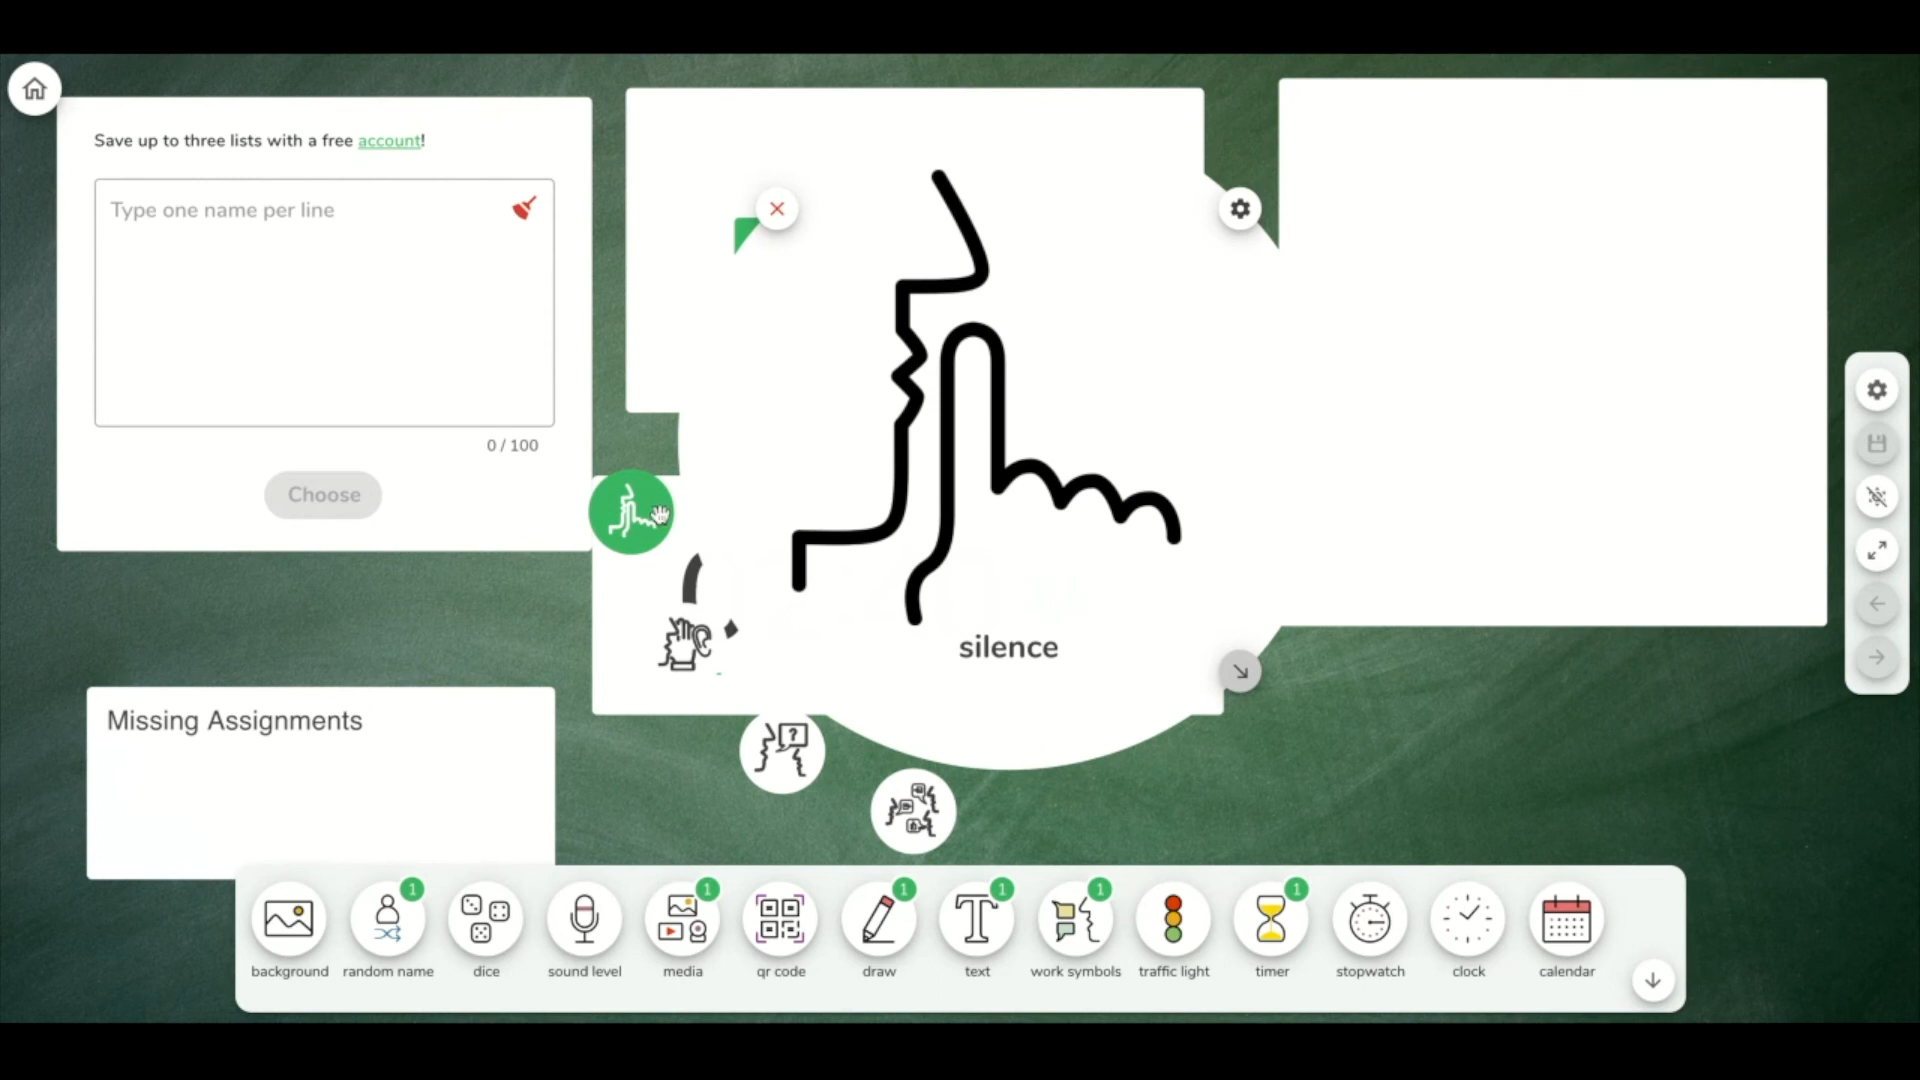 Save up to three lists with a free account!
Type one name per line
0 / 100
Choose
silence
?
Missing Assignments
1
1
1
1
1
1
background
random name
dice
sound level
media
qr code
draw
text
work symbols
traffic light
timer
stopwatch
clock
calendar